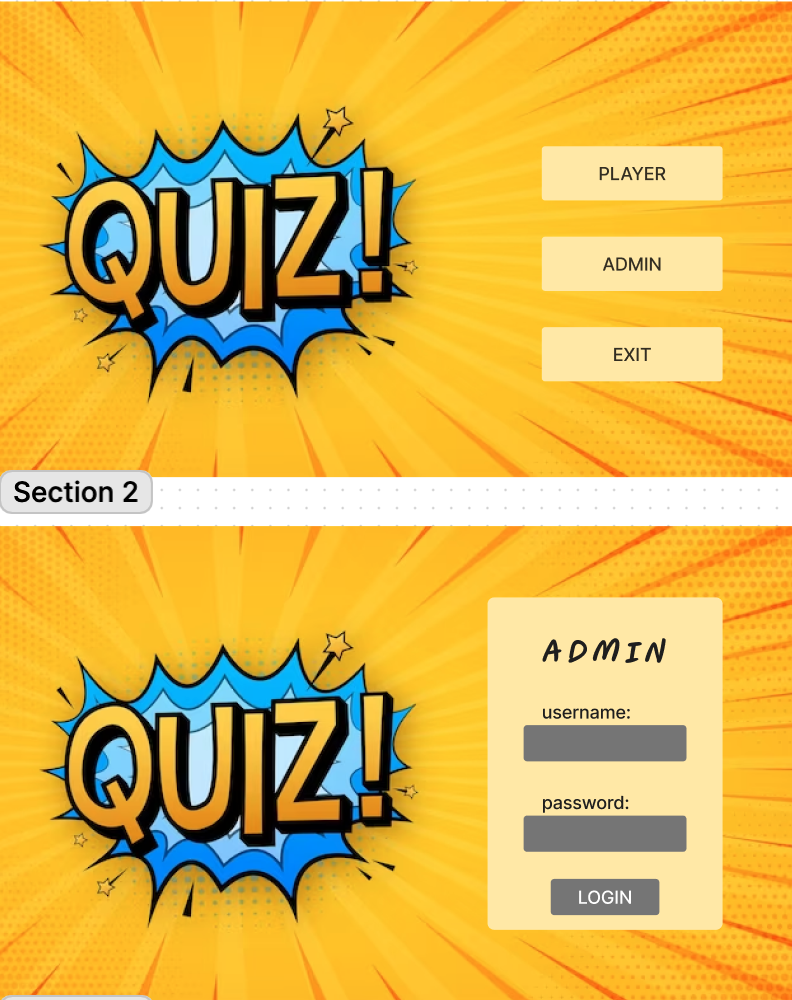 QUIZ!
PLAYER
ADMIN
EXIT
Section 2
QUIZ!
ADMIN
username:
password:
LOGIN